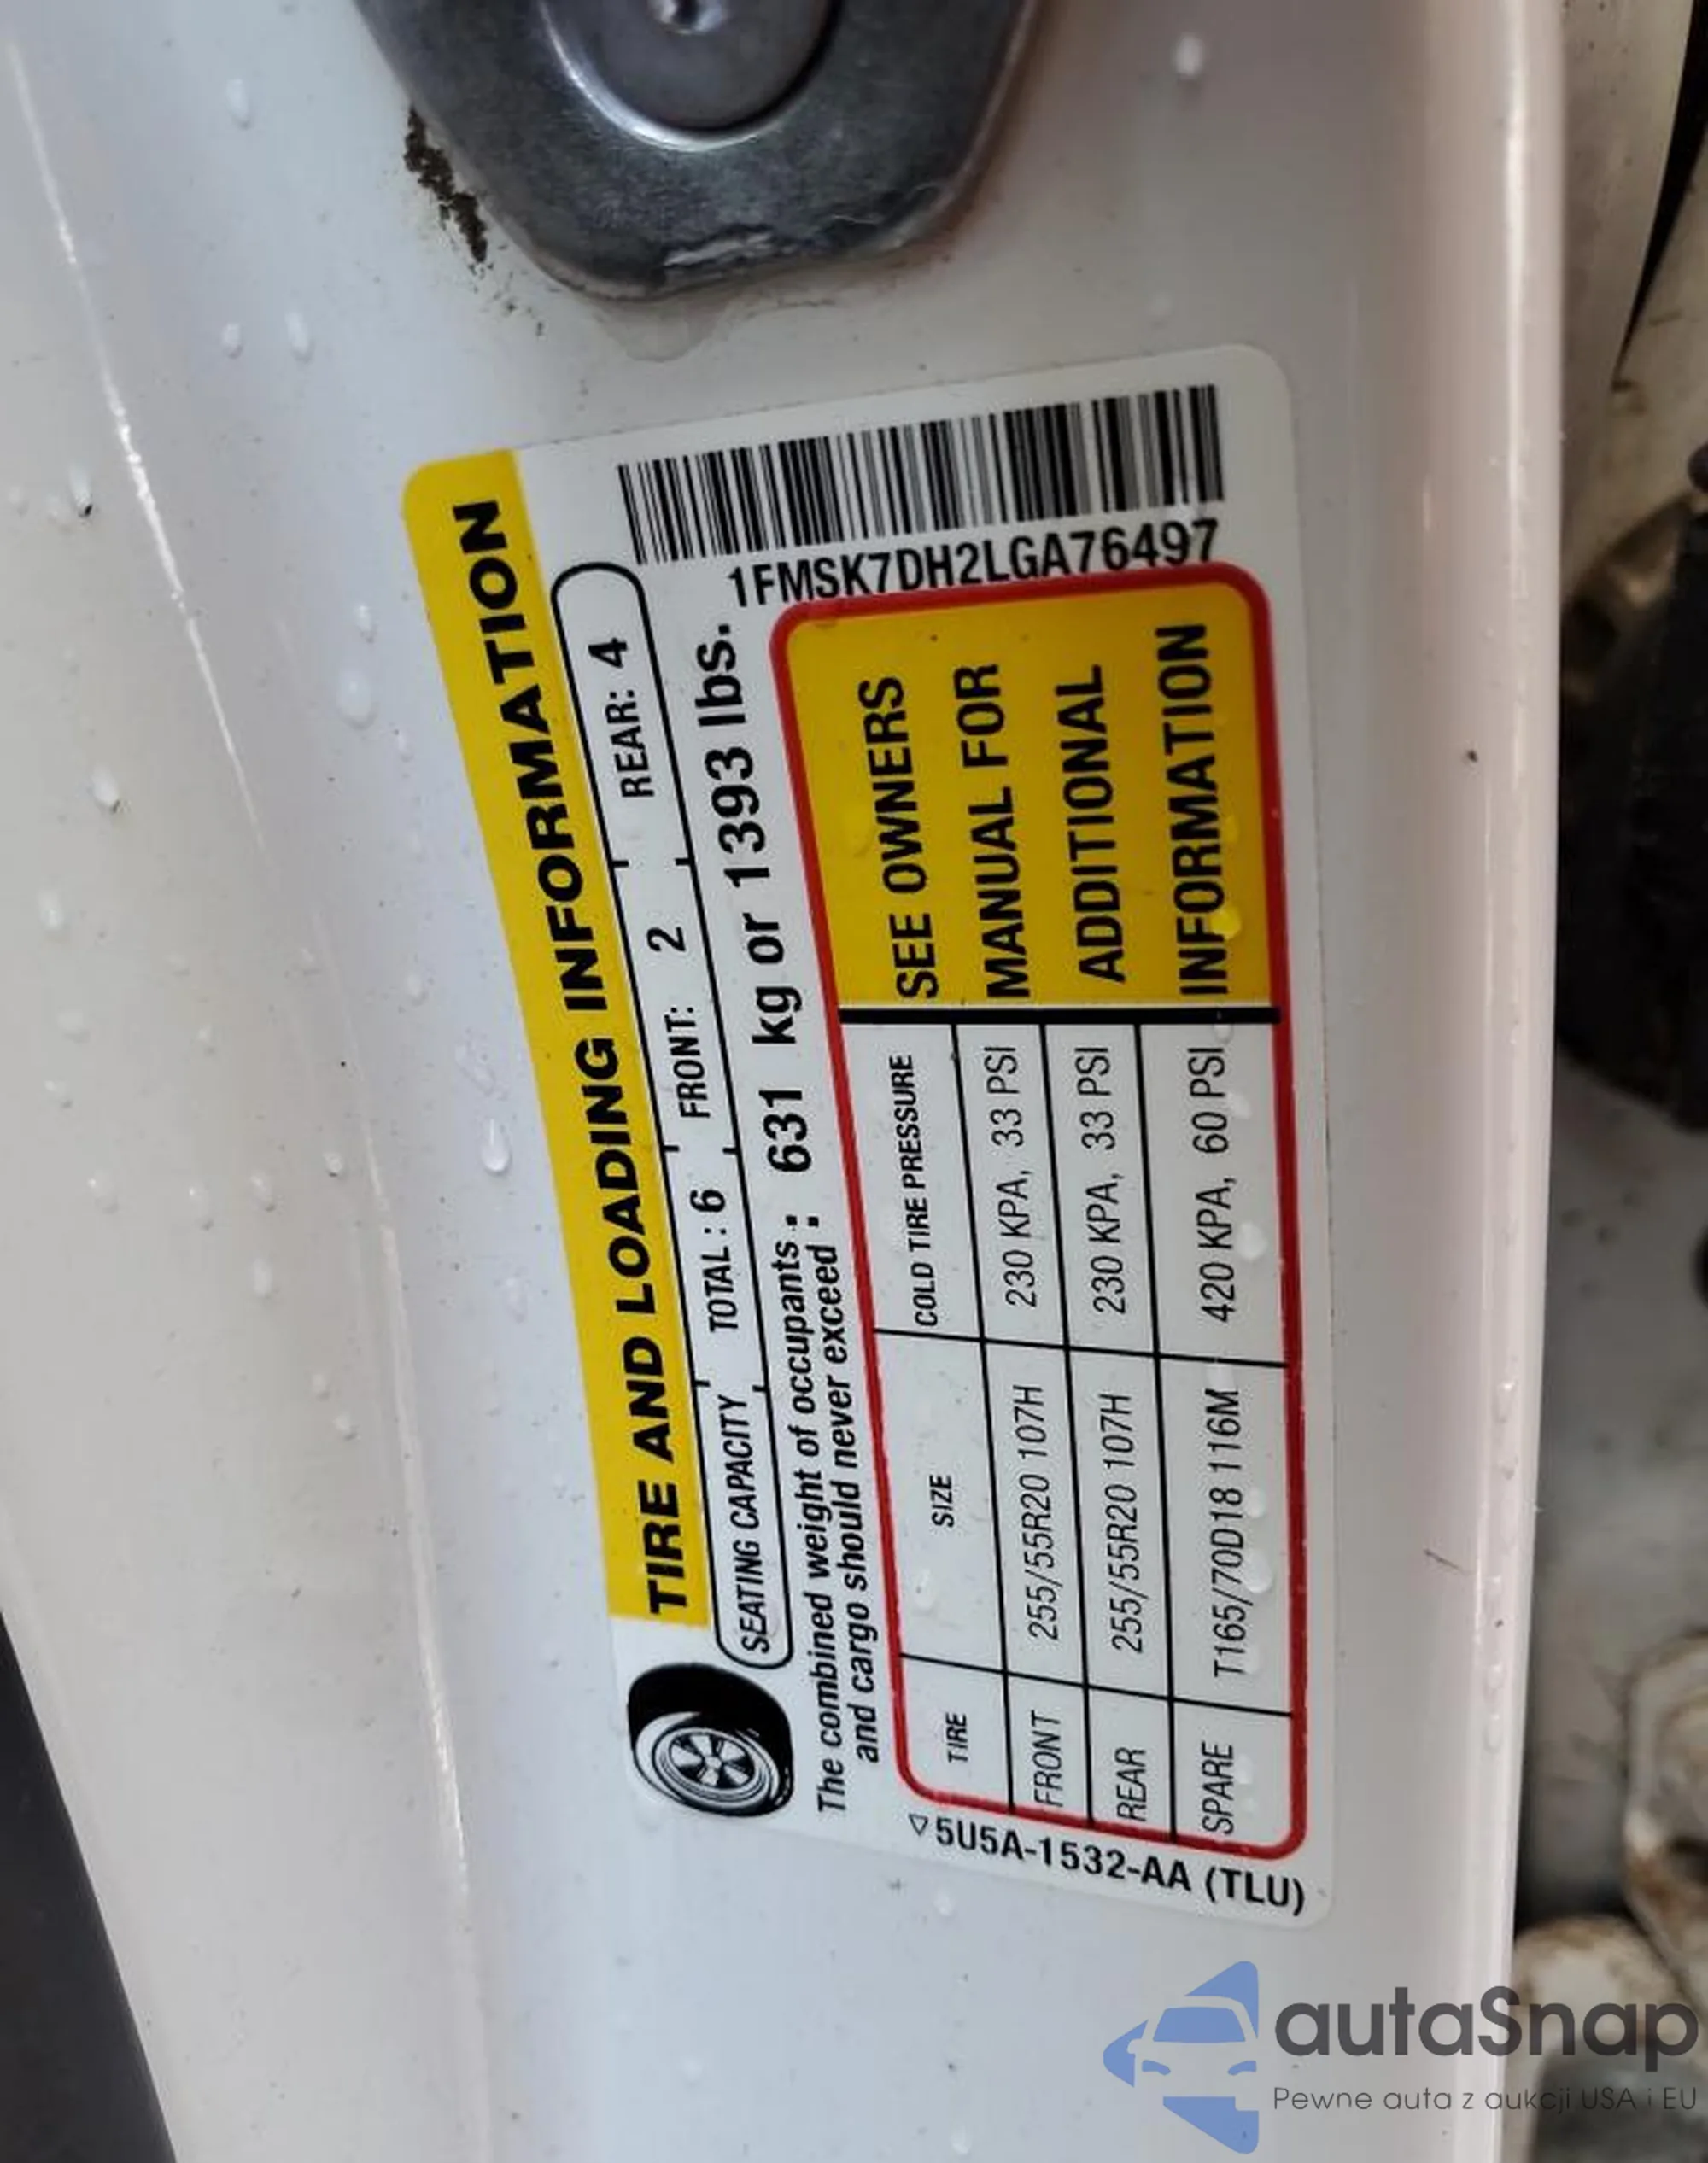 TIRE AND LOADING INFORMATION
SEATING CAPACITY TOTAL : 6 FRONT: 2 REAR: 4
The combined weight of occupants
and cargo should never exceed : 631 kg or 1393 lbs.
1FMSK7DH2LGA76497
TIRE SIZE COLD TIRE PRESSURE
FRONT 255/55R20 107H 230 KPA, 33 PSI
REAR 255/55R20 107H 230 KPA, 33 PSI
SPARE T165/70D18 116M 420 KPA, 60 PSI
SEE OWNERS
MANUAL FOR
ADDITIONAL
INFORMATION
5U5A-1532-AA (TLU)
autaSnap
Pewne auta z aukcji USA i EU